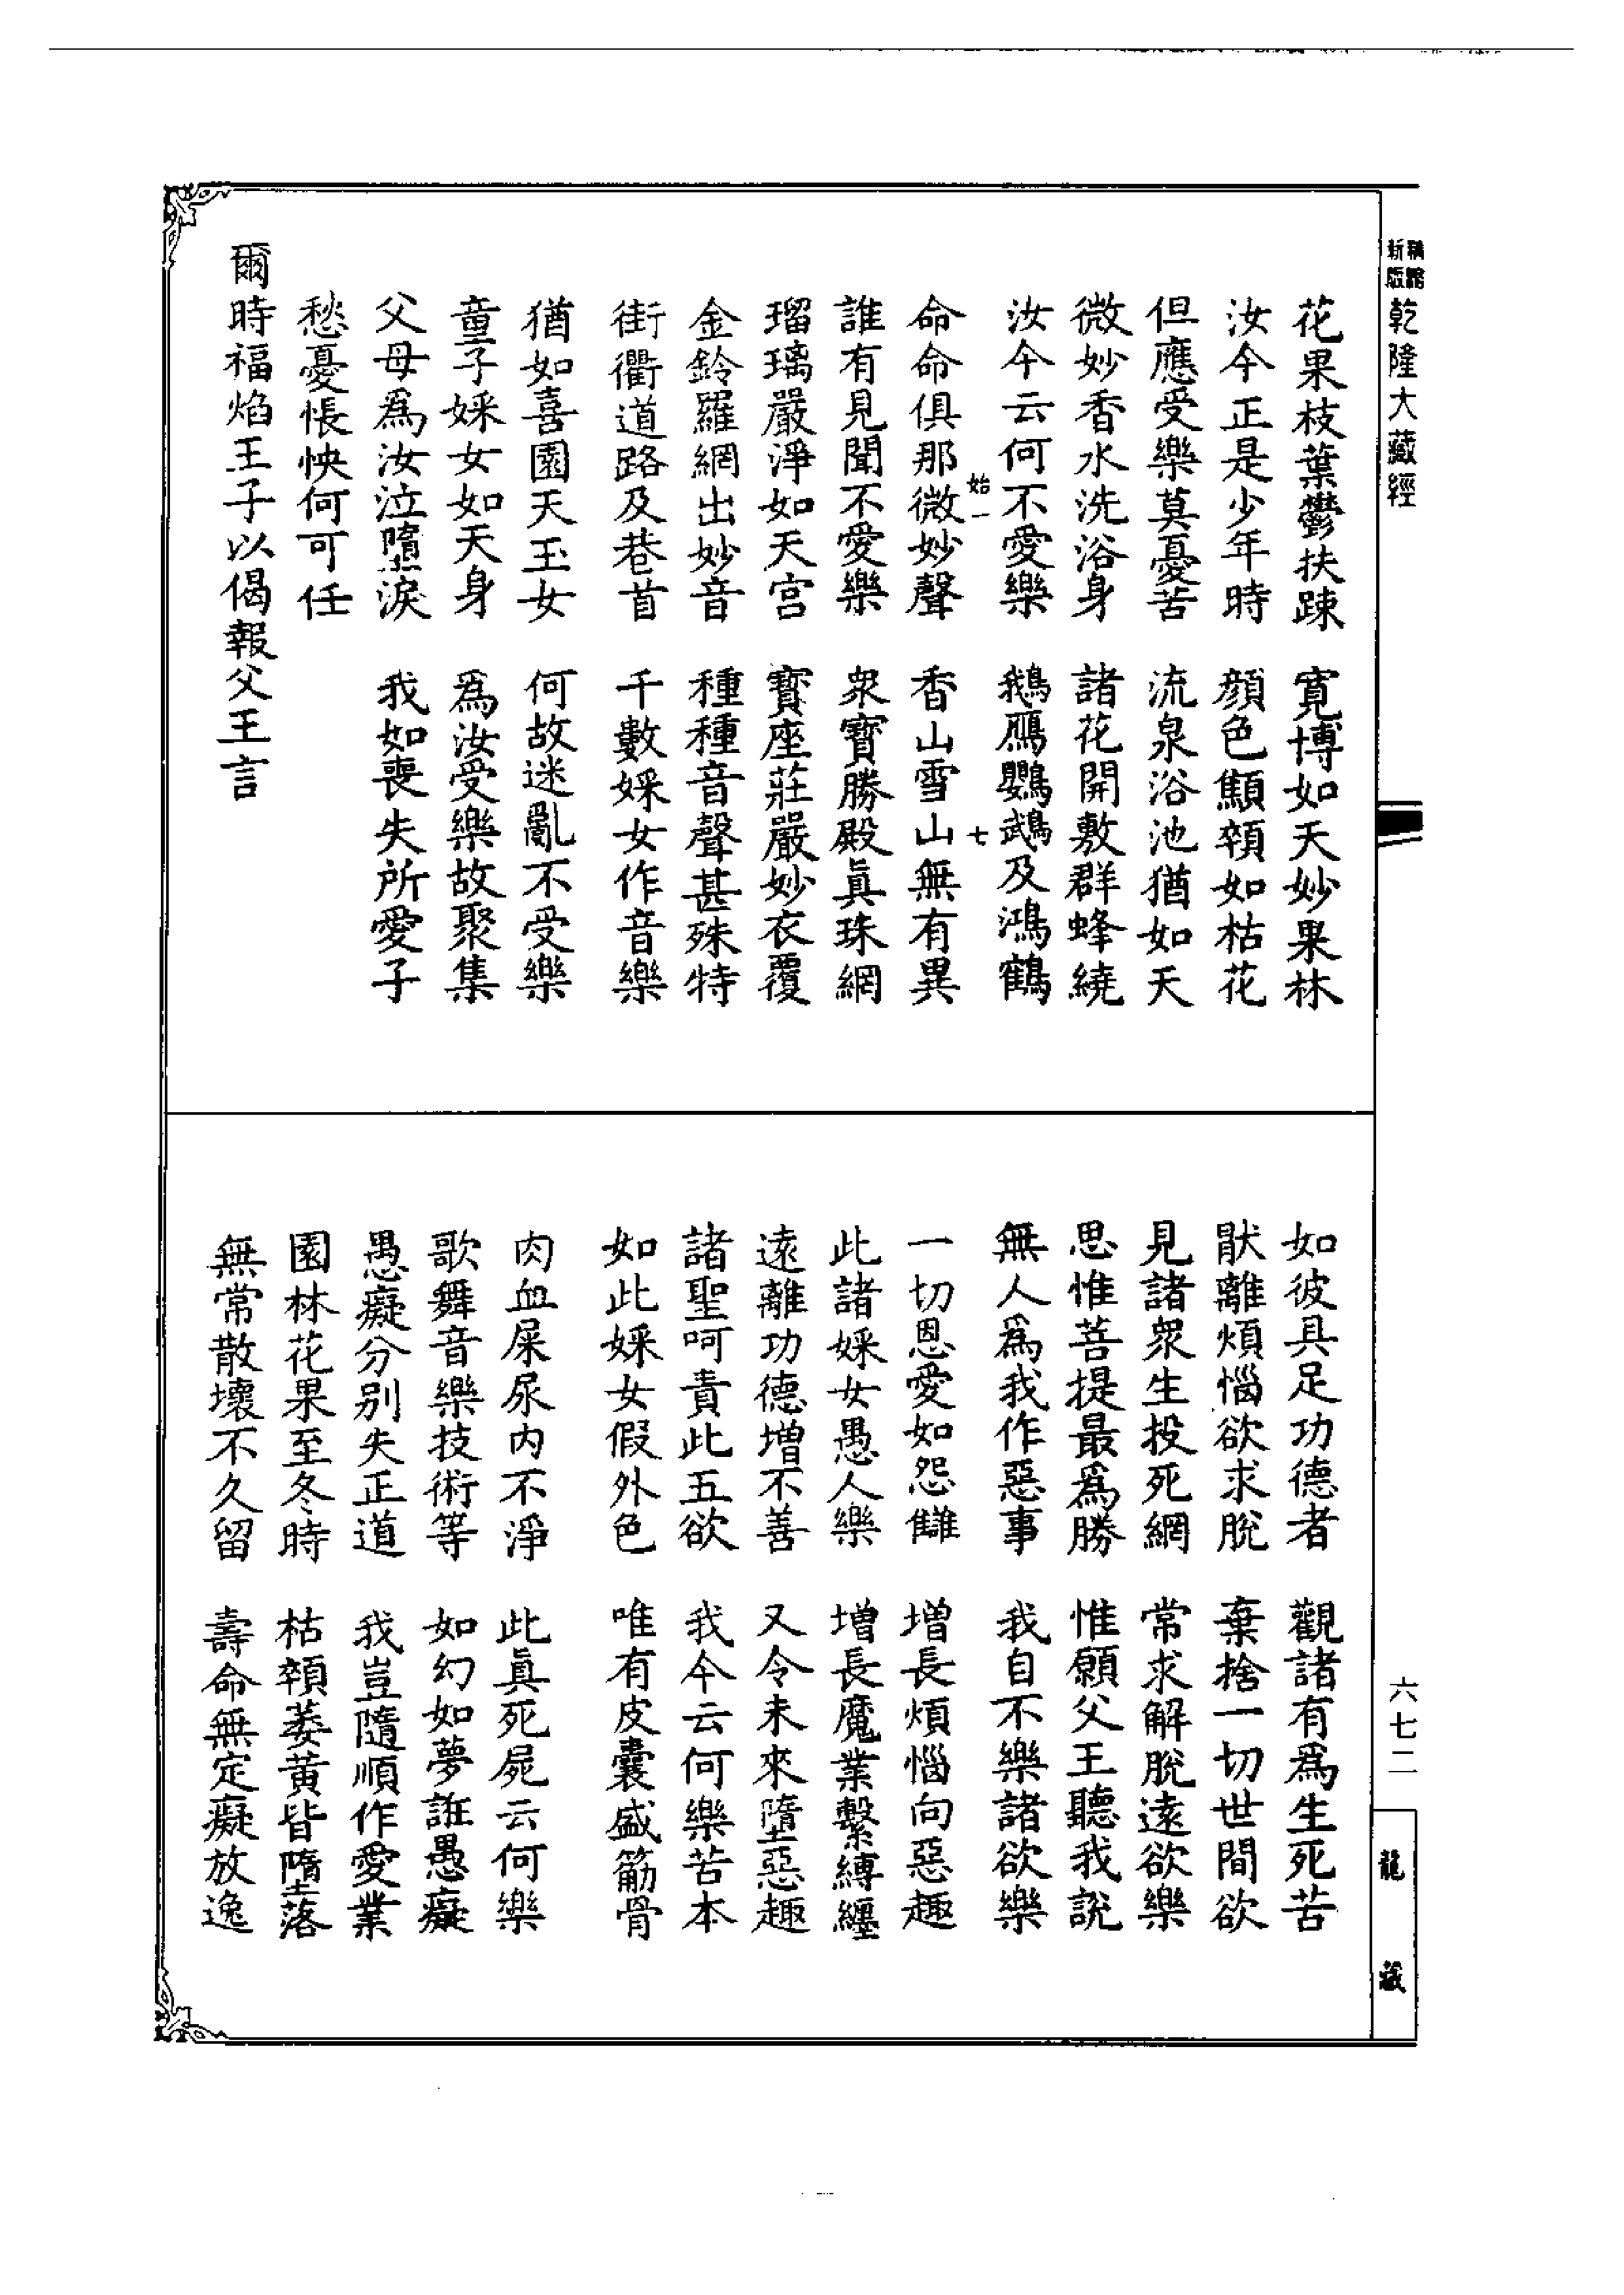 精縮新版乾隆大藏經
花果枝葉鬱扶踈　寬博如天妙果林
汝今正是少年時　顏色顦顇如枯花
但應受樂莫憂苦　流泉浴池猶如天
微妙香水洗浴身　諸花開敷群蜂繞
汝今云何不愛樂　鵝鴈鸚鵡及鴻鶴
始一　七
命命俱那微妙聲　香山雪山無有異
誰有見聞不愛樂　衆寶勝殿眞珠網
瑠璃嚴淨如天宮　寶座莊嚴妙衣覆
金鈴羅網出妙音　種種音聲甚殊特
街衢道路及巷首　千數婇女作音樂
猶如喜園天玉女　何故迷亂不受樂
童子婇女如天身　爲汝受樂故聚集
父母爲汝泣墮淚　我如喪失所愛子
愁憂悵怏何可任
爾時福焰王子以偈報父王言
如彼具足功德者　觀諸有爲生死苦
猒離煩惱欲求脫　棄捨一切世間欲
見諸衆生投死網　常求解脫遠欲樂
思惟菩提最爲勝　惟願父王聽我說
無人爲我作惡事　我自不樂諸欲樂
一切恩愛如怨讎　增長煩惱向惡趣
此諸婇女愚人樂　增長魔業繫縛纏
遠離功德增不善　又令未來墮惡趣
諸聖呵責此五欲　我今云何樂苦本
如此婇女假外色　唯有皮囊盛筋骨
肉血屎尿內不淨　此眞死屍云何樂
歌舞音樂技術等　如幻如夢誑愚癡
愚癡分別失正道　我豈隨順作愛業
園林花果至冬時　枯顇萎黃皆墮落
無常散壞不久留　壽命無定癡放逸
六七二
龍藏